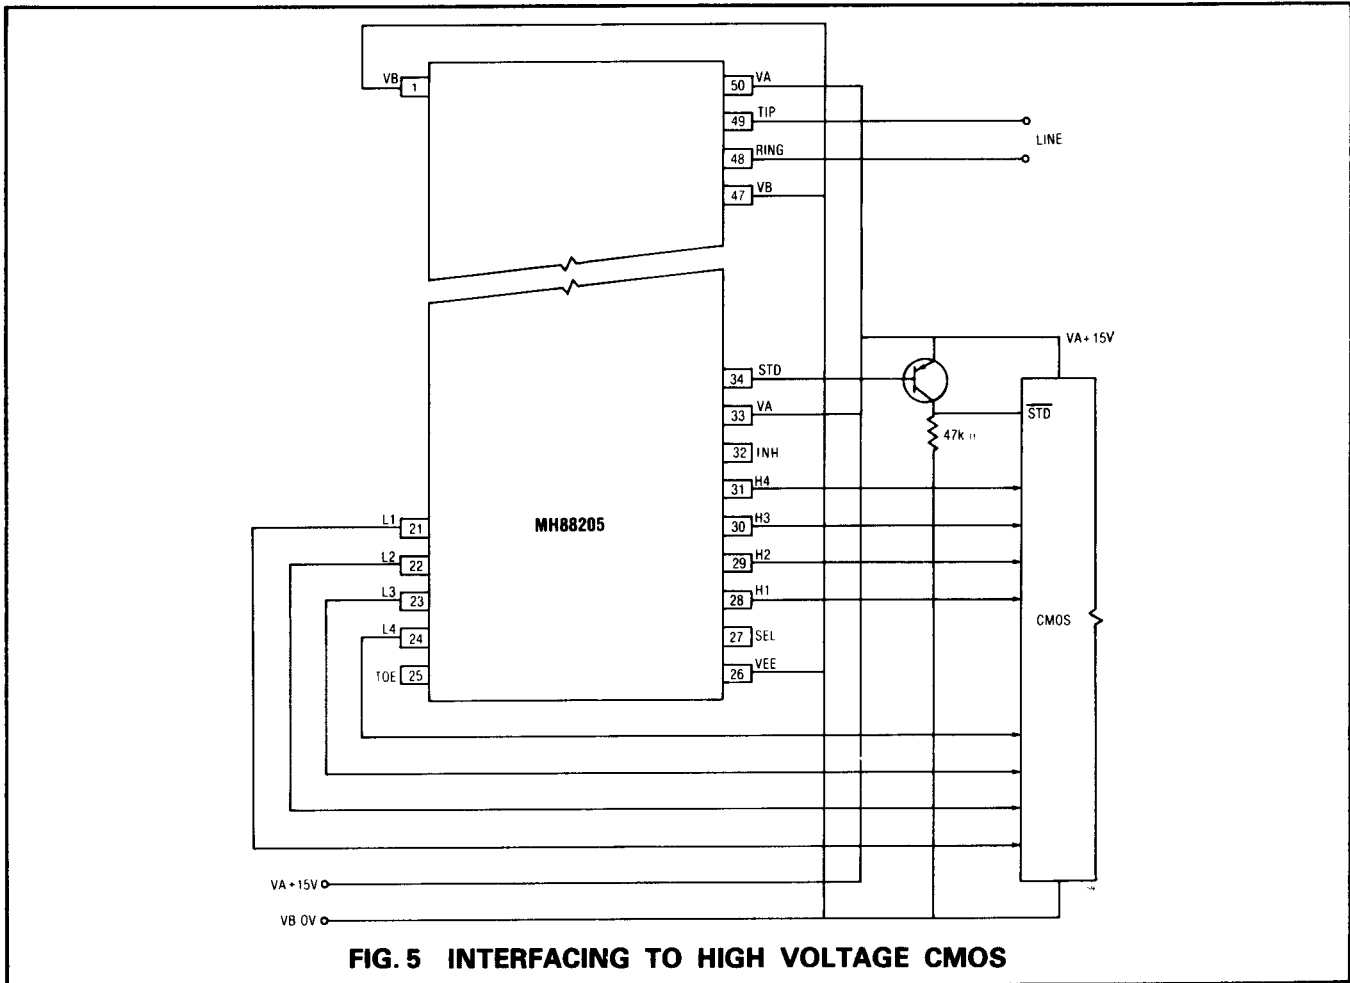 VB
1
50
VA
49
TIP
LINE
48
RING
47
VB
VA+15V
34
STD
STD
33
VA
47k
32
INH
31
H4
L1
21
MH88205
30
H3
L2
22
29
H2
L3
23
28
H1
CMOS
L4
24
27
SEL
TOE
25
26
VEE
VA+15V
VB 0V
FIG. 5 INTERFACING TO HIGH VOLTAGE CMOS